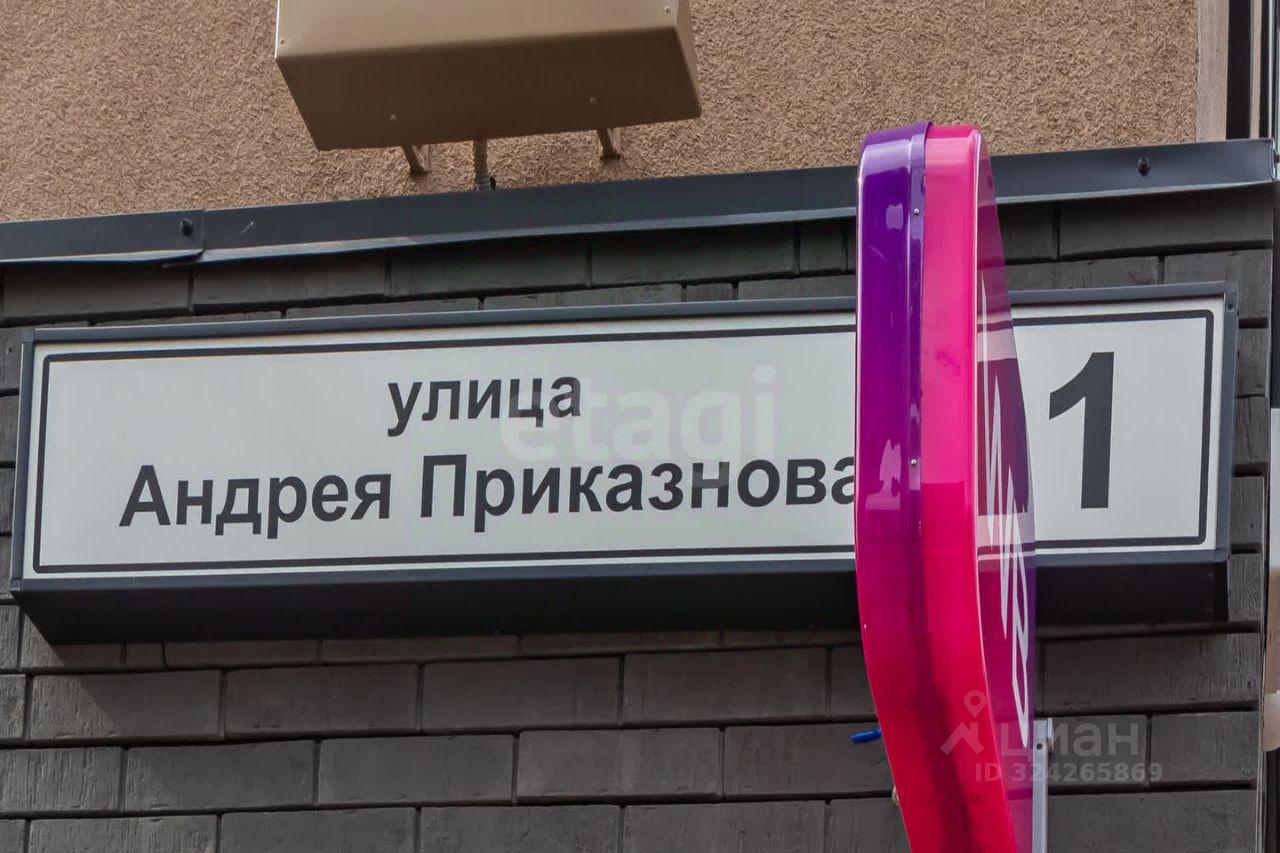 улица
Андрея Приказнова
1
etagi
циан
ID 324265869